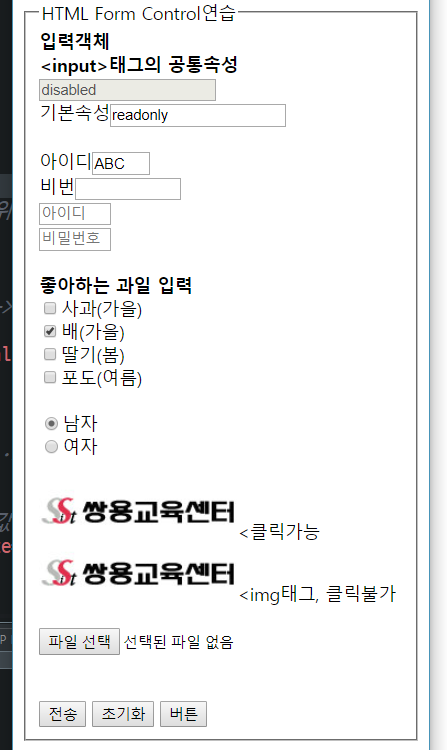 HTML Form Control연습
입력객체
<input>태그의 공통속성
disabled
기본속성 readonly
아이디 ABC
비번
아이디
비밀번호
좋아하는 과일 입력
사과(가을)
배(가을)
딸기(봄)
포도(여름)
남자
여자
쌍용교육센터 <클릭가능
쌍용교육센터 <img태그, 클릭불가
파일 선택 선택된 파일 없음
전송 초기화 버튼